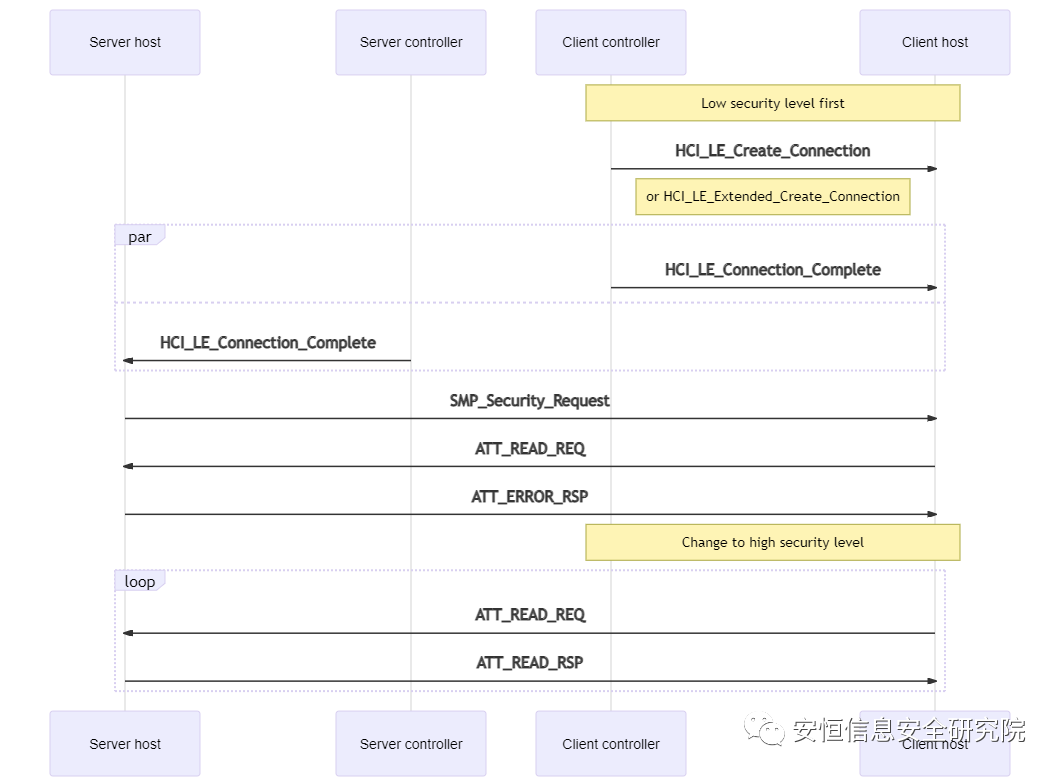 Server host
Server controller
Client controller
Client host
Low security level first
HCI_LE_Create_Connection
or HCI_LE_Extended_Create_Connection
par
HCI_LE_Connection_Complete
HCI_LE_Connection_Complete
SMP_Security_Request
ATT_READ_REQ
ATT_ERROR_RSP
Change to high security level
loop
ATT_READ_REQ
ATT_READ_RSP
安恒信息安全研究院
Server host
Server controller
Client controller
Client host